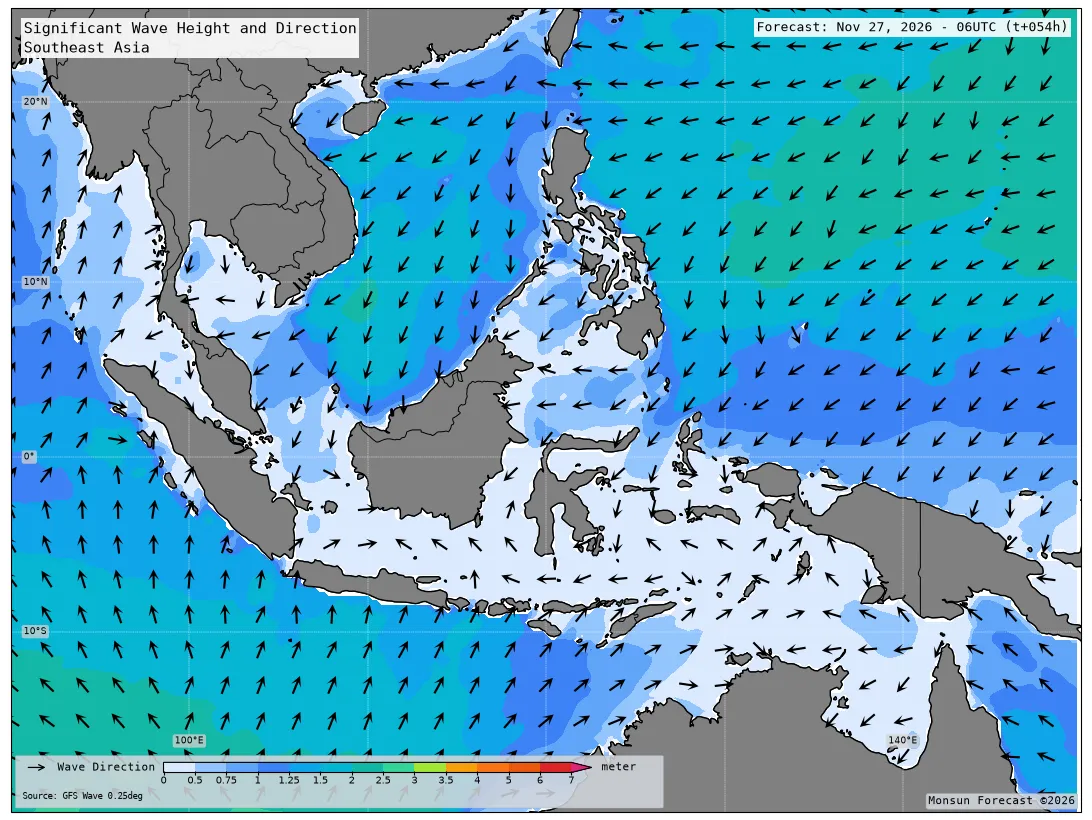 Significant Wave Height and Direction
Southeast Asia
Forecast: Nov 27, 2026 - 06UTC (t+054h)
20°N
10°N
0°
10°S
100°E
140°E
Wave Direction
meter
0 0.5 0.75 1 1.25 1.5 2 2.5 3 3.5 4 5 6 7
Source: GFS Wave 0.25deg
Monsun Forecast ©2026